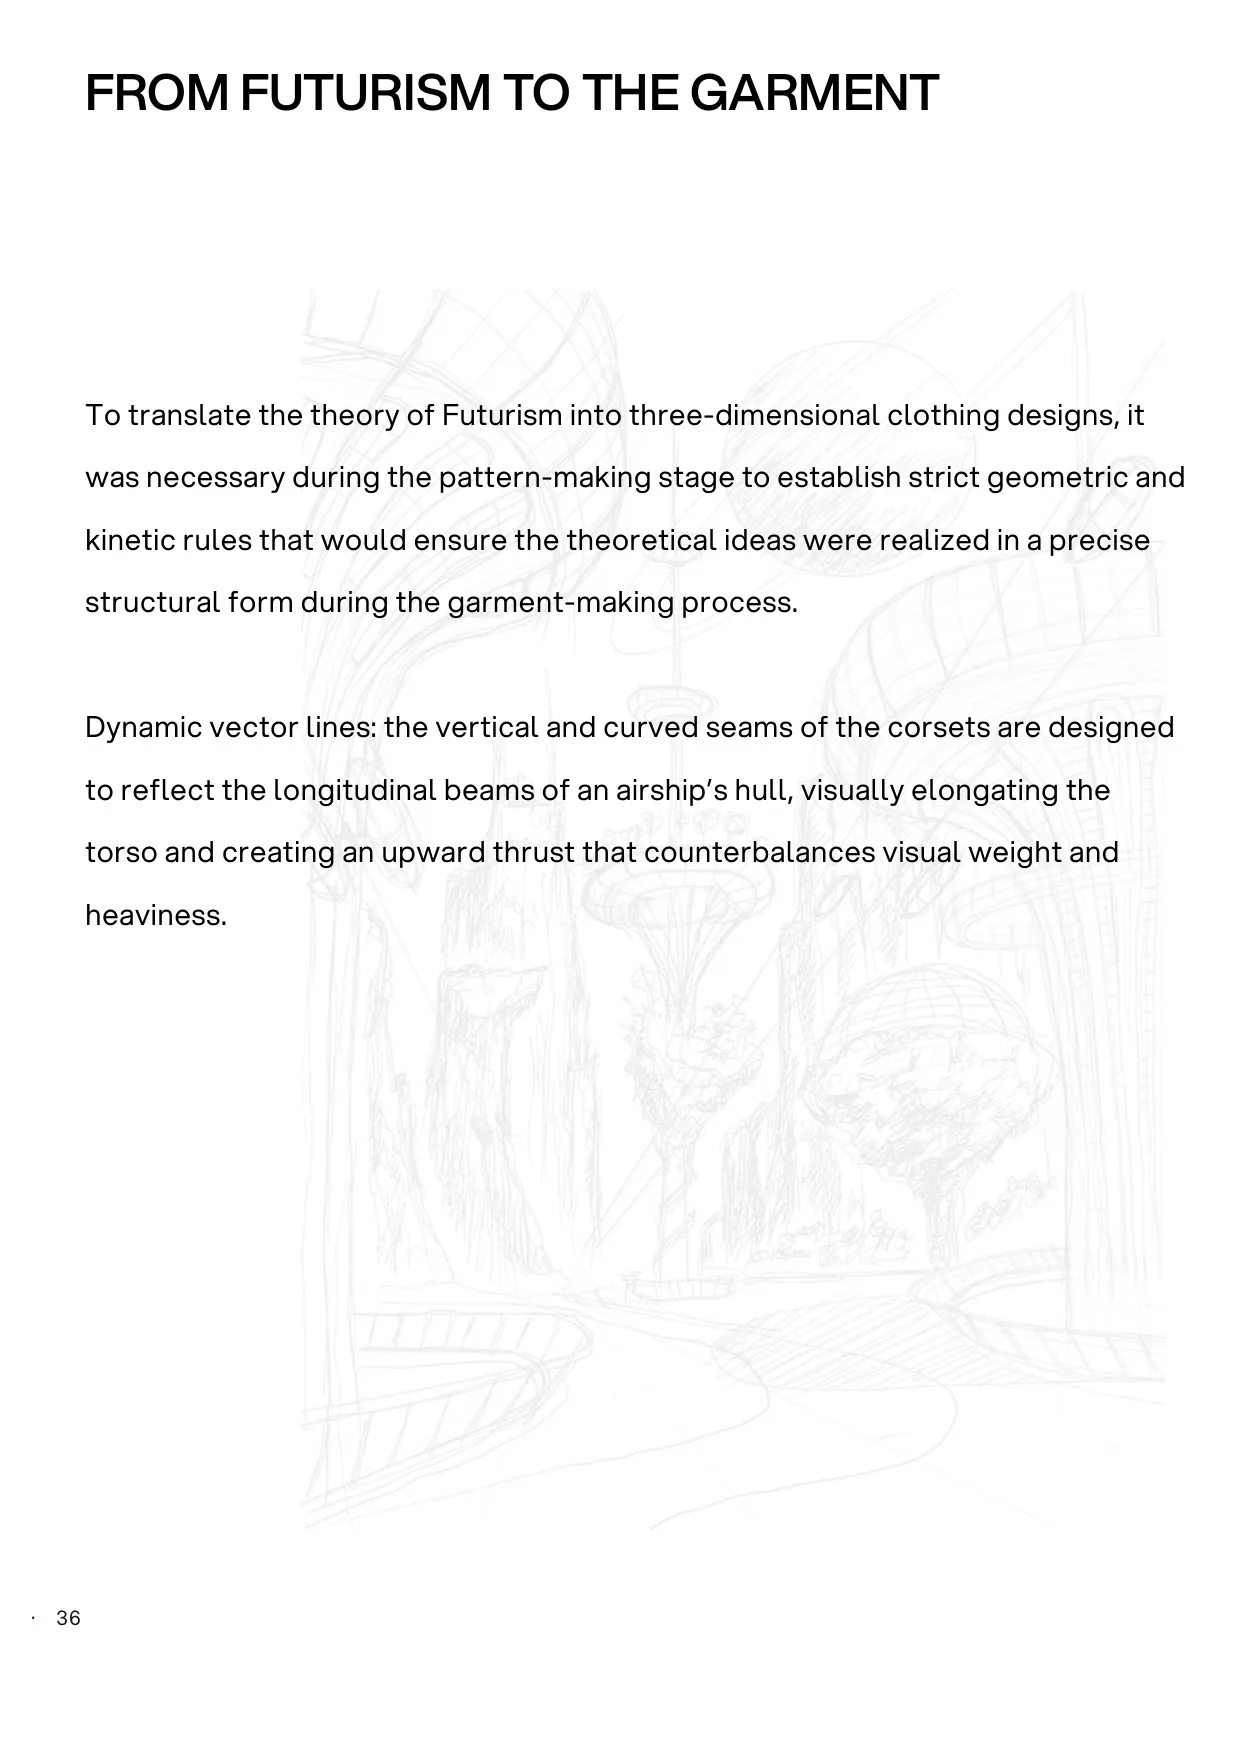 FROM FUTURISM TO THE GARMENT
To translate the theory of Futurism into three-dimensional clothing designs, it
was necessary during the pattern-making stage to establish strict geometric and
kinetic rules that would ensure the theoretical ideas were realized in a precise
structural form during the garment-making process.
Dynamic vector lines: the vertical and curved seams of the corsets are designed
to reflect the longitudinal beams of an airship’s hull, visually elongating the
torso and creating an upward thrust that counterbalances visual weight and
heaviness.
· 36